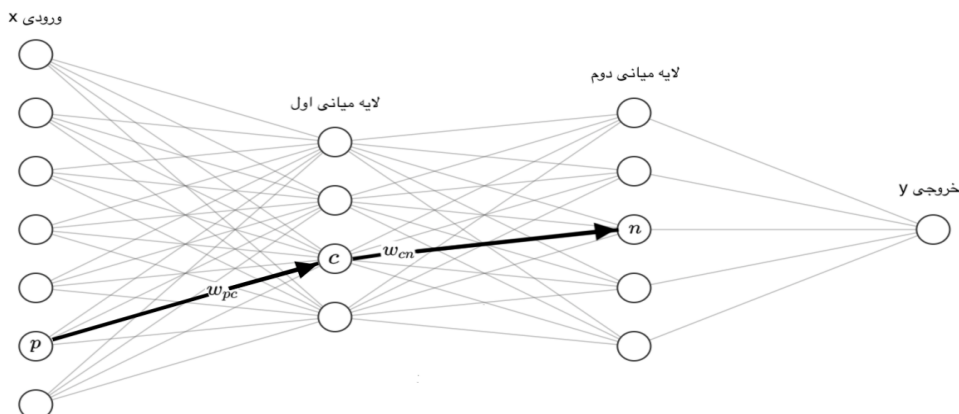 ورودی x
لایه میانی دوم
لایه میانی اول
خروجی y
n
c
w_cn
w_pc
p